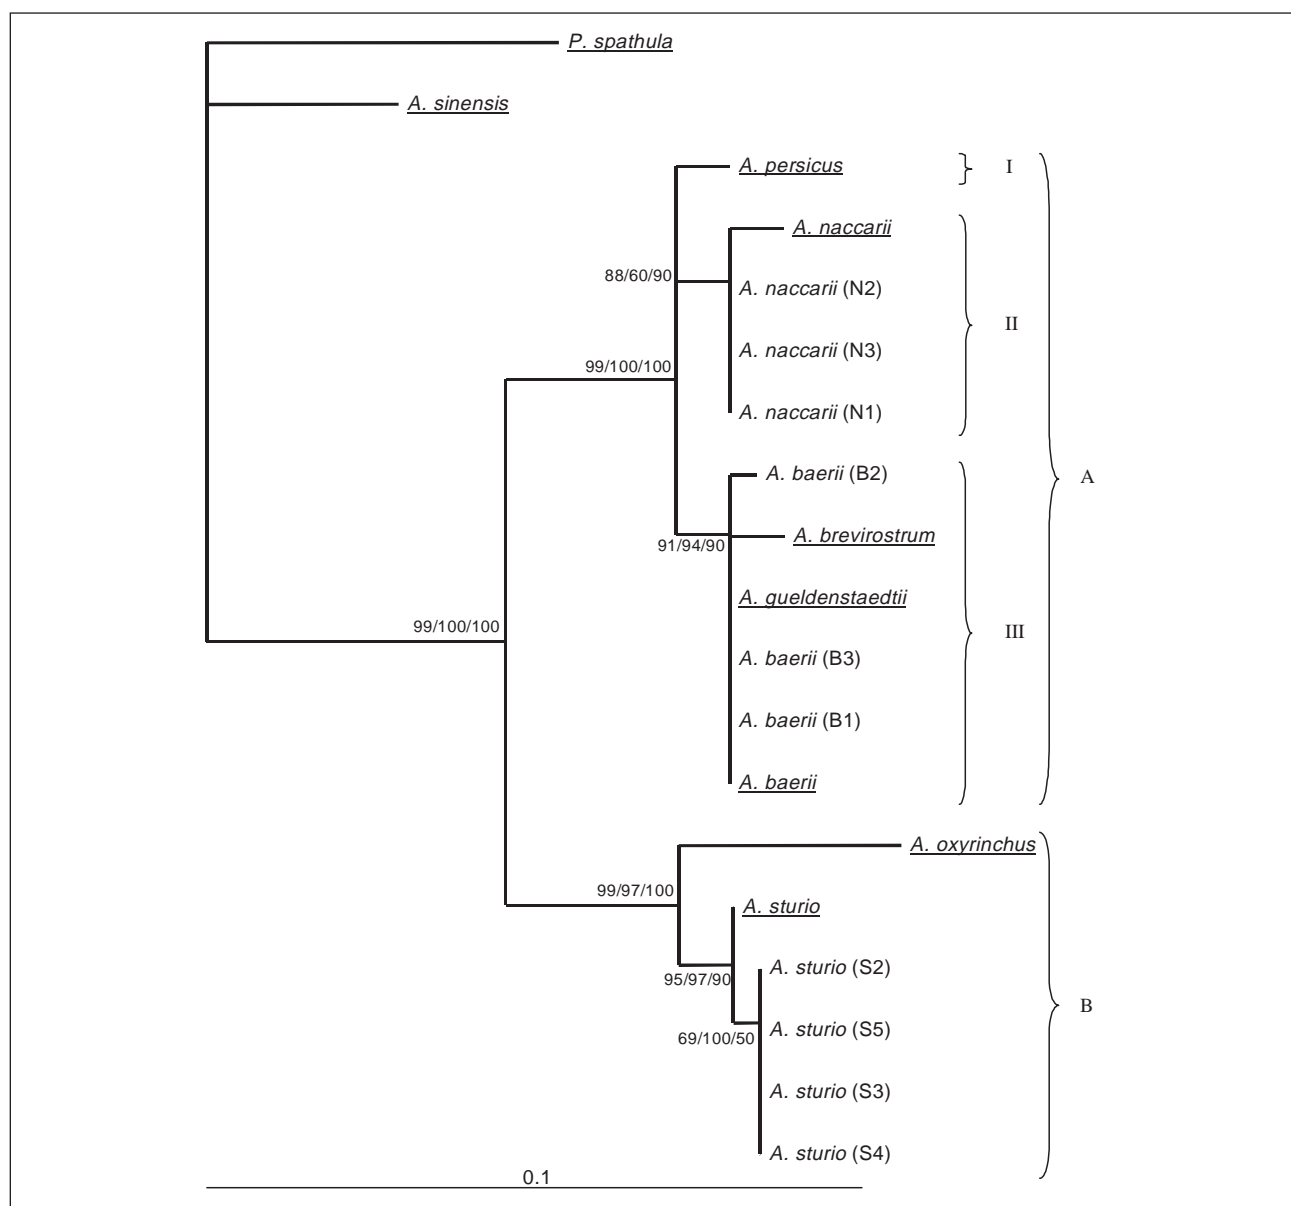 P. spathula
A. sinensis
A. persicus
I
A. naccarii
88/60/90
A. naccarii (N2)
II
A. naccarii (N3)
99/100/100
A. naccarii (N1)
A. baerii (B2)
A
A. brevirostrum
91/94/90
A. gueldenstaedtii
99/100/100
III
A. baerii (B3)
A. baerii (B1)
A. baerii
A. oxyrinchus
99/97/100
A. sturio
A. sturio (S2)
95/97/90
B
A. sturio (S5)
69/100/50
A. sturio (S3)
A. sturio (S4)
0.1